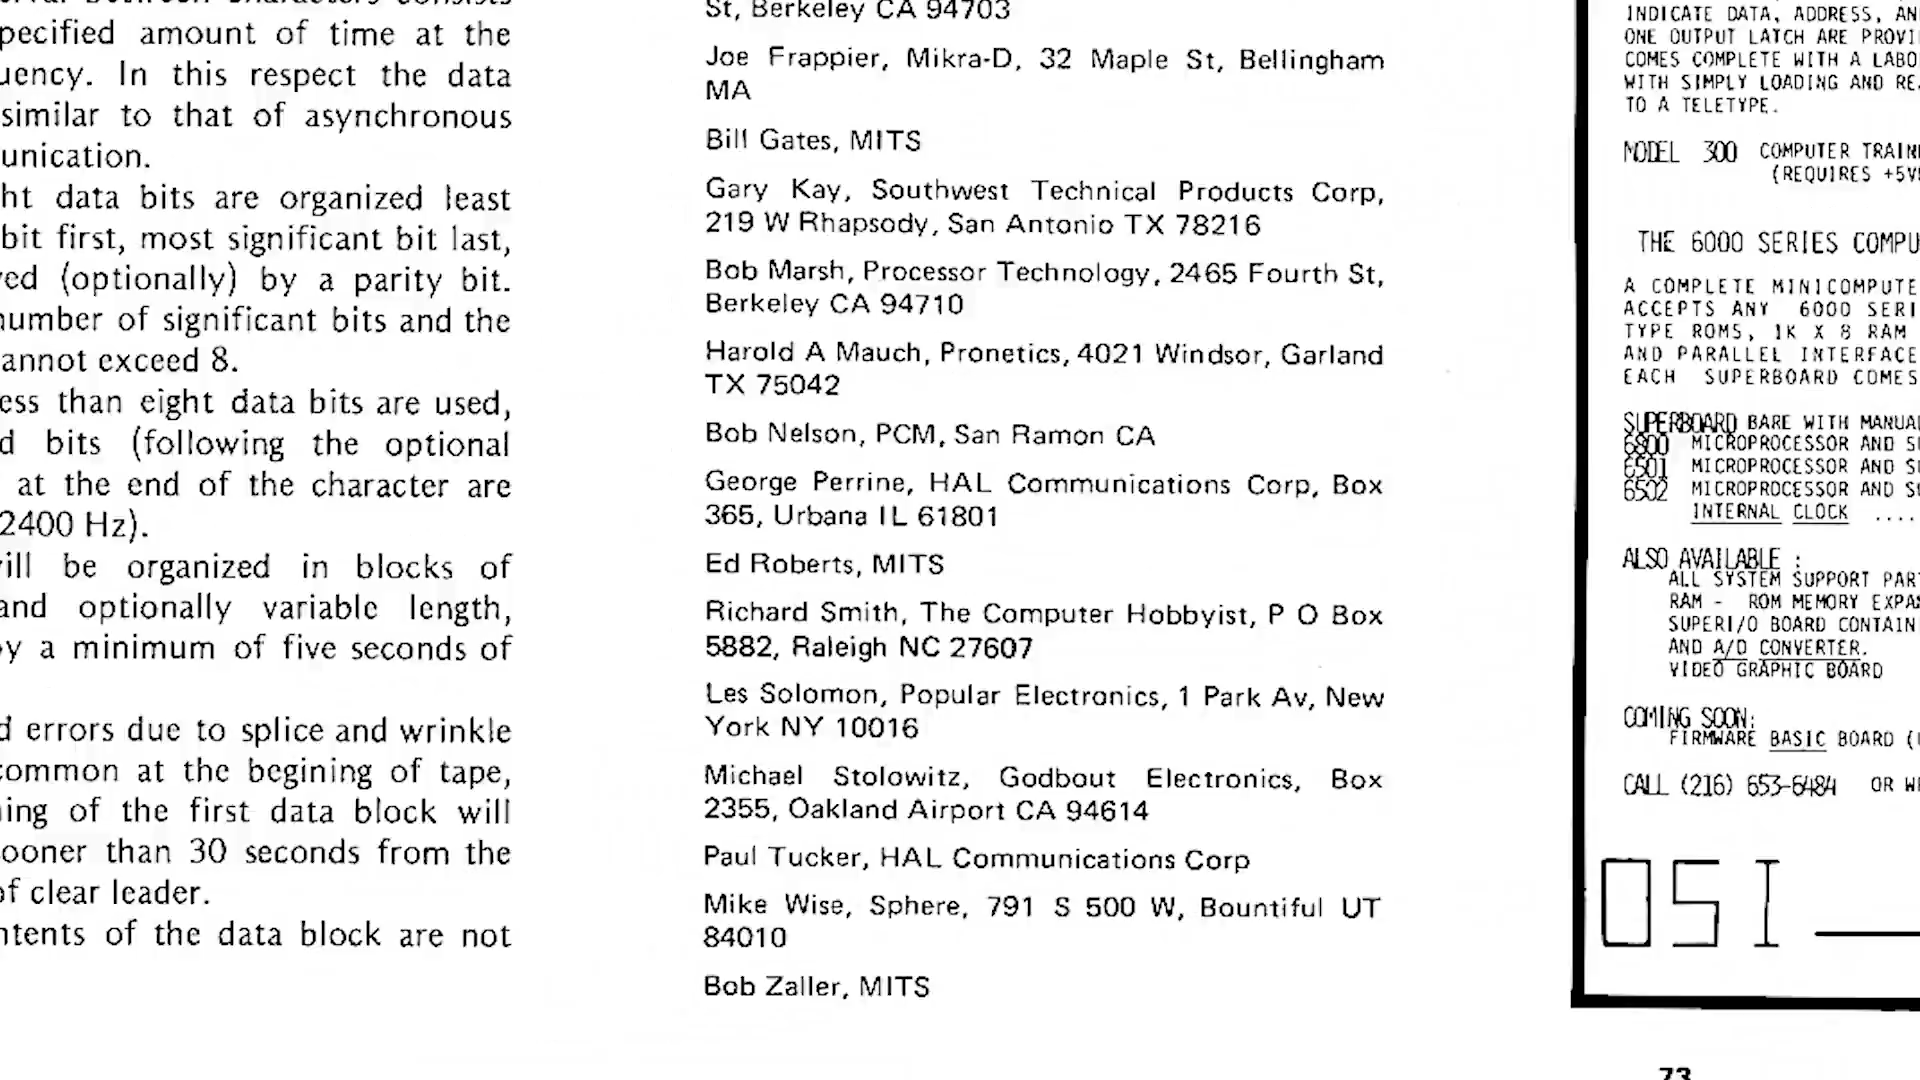 pecified amount of time at the
uency. In this respect the data
similar to that of asynchronous
unication.
ht data bits are organized least
bit first, most significant bit last,
ved (optionally) by a parity bit.
number of significant bits and the
annot exceed 8.
ess than eight data bits are used,
d bits (following the optional
at the end of the character are
2400 Hz).
ill be organized in blocks of
and optionally variable length,
by a minimum of five seconds of
d errors due to splice and wrinkle
common at the begining of tape,
ning of the first data block will
ooner than 30 seconds from the
of clear leader.
ntents of the data block are not
St, Berkeley CA 94703
Joe Frappier, Mikra-D, 32 Maple St, Bellingham
MA
Bill Gates, MITS
Gary Kay, Southwest Technical Products Corp,
219 W Rhapsody, San Antonio TX 78216
Bob Marsh, Processor Technology, 2465 Fourth St,
Berkeley CA 94710
Harold A Mauch, Pronetics, 4021 Windsor, Garland
TX 75042
Bob Nelson, PCM, San Ramon CA
George Perrine, HAL Communications Corp, Box
365, Urbana IL 61801
Ed Roberts, MITS
Richard Smith, The Computer Hobbyist, P O Box
5882, Raleigh NC 27607
Les Solomon, Popular Electronics, 1 Park Av, New
York NY 10016
Michael Stolowitz, Godbout Electronics, Box
2355, Oakland Airport CA 94614
Paul Tucker, HAL Communications Corp
Mike Wise, Sphere, 791 S 500 W, Bountiful UT
84010
Bob Zaller, MITS
INDICATE DATA, ADDRESS, AN
ONE OUTPUT LATCH ARE PROVI
COMES COMPLETE WITH A LABO
WITH SIMPLY LOADING AND RE
TO A TELETYPE.
MODEL 300 COMPUTER TRAIN
(REQUIRES +5V
THE 6000 SERIES COMPU
A COMPLETE MINICOMPUTE
ACCEPTS ANY 6000 SERI
TYPE ROMS, 1K X 8 RAM
AND PARALLEL INTERFACE
EACH SUPERBOARD COMES
SUPERBOARD BARE WITH MANUA
6800 MICROPROCESSOR AND SU
6501 MICROPROCESSOR AND SU
6502 MICROPROCESSOR AND SU
INTERNAL CLOCK ....
ALSO AVAILABLE :
ALL SYSTEM SUPPORT PAR
RAM - ROM MEMORY EXPA
SUPERI/O BOARD CONTAIN
AND A/D CONVERTER.
VIDEO GRAPHIC BOARD
COMING SOON:
FIRMWARE BASIC BOARD (
CALL (216) 653-6484 OR W
OSI
73